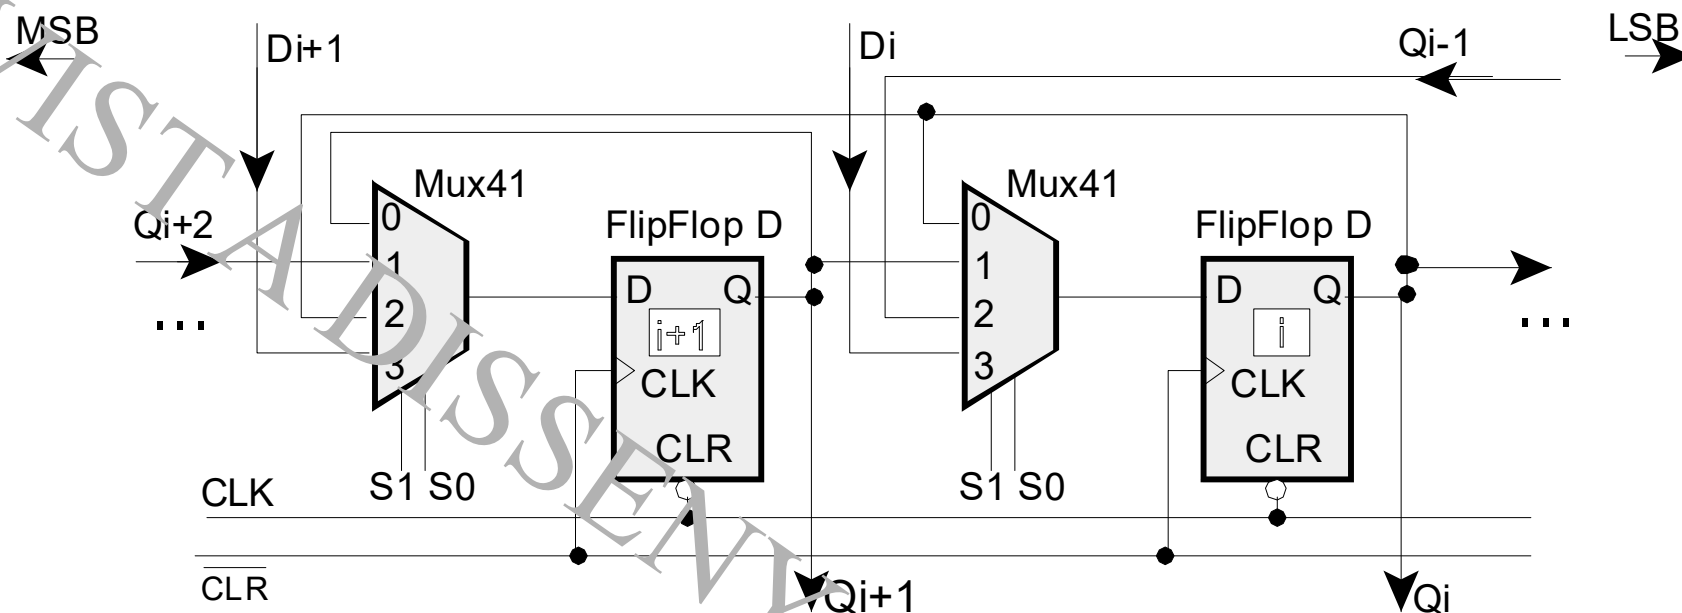 MSB
Di+1
Di
Qi-1
LSB
Mux41
Mux41
Qi+2
0
1
2
3
FlipFlop D
D
Q
i+1
CLK
CLR
0
1
2
3
FlipFlop D
D
Q
i
CLK
CLR
...
...
S1 S0
S1 S0
CLK
CLR
Qi+1
Qi
VISTA DISSENY